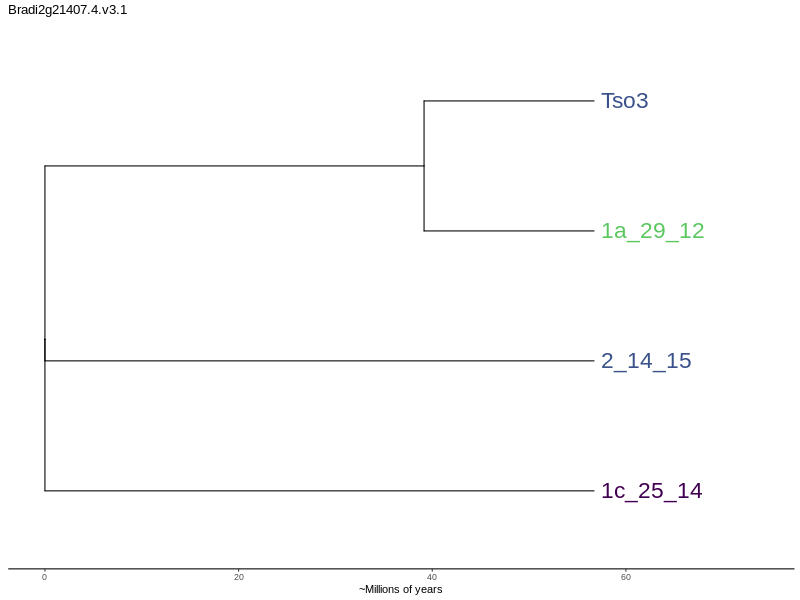 Bradi2g21407.4.v3.1
Tso3
1a_29_12
2_14_15
1c_25_14
0 20 40 60
~Millions of years